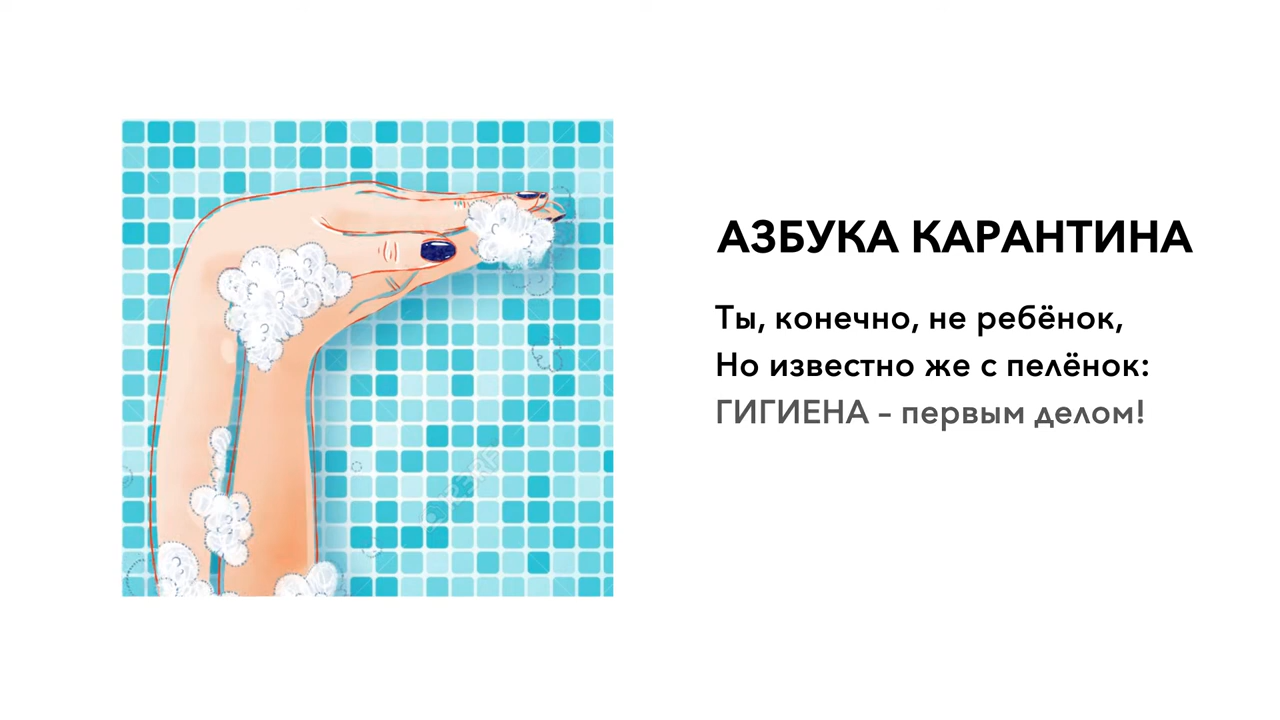 АЗБУКА КАРАНТИНА
Ты, конечно, не ребёнок,
Но известно же с пелёнок:
ГИГИЕНА - первым делом!